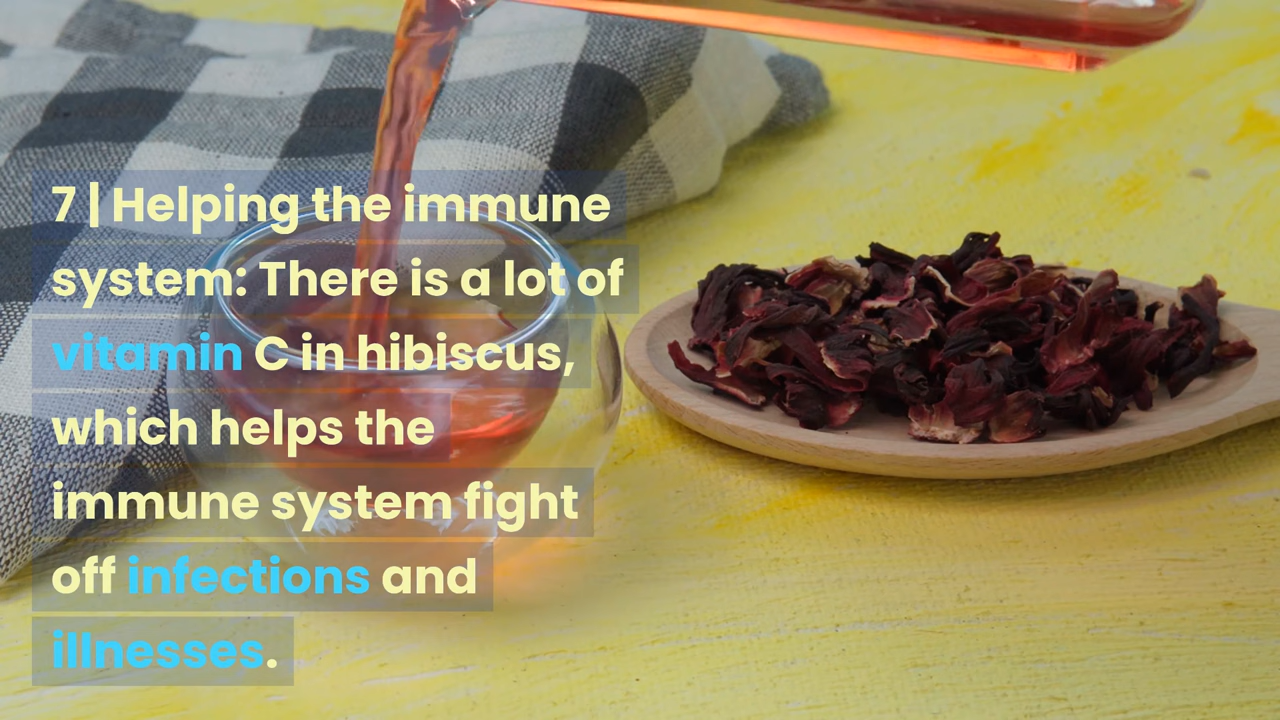 7 | Helping the immune
system: There is a lot of
vitamin C in hibiscus,
which helps the
immune system fight
off infections and
illnesses.